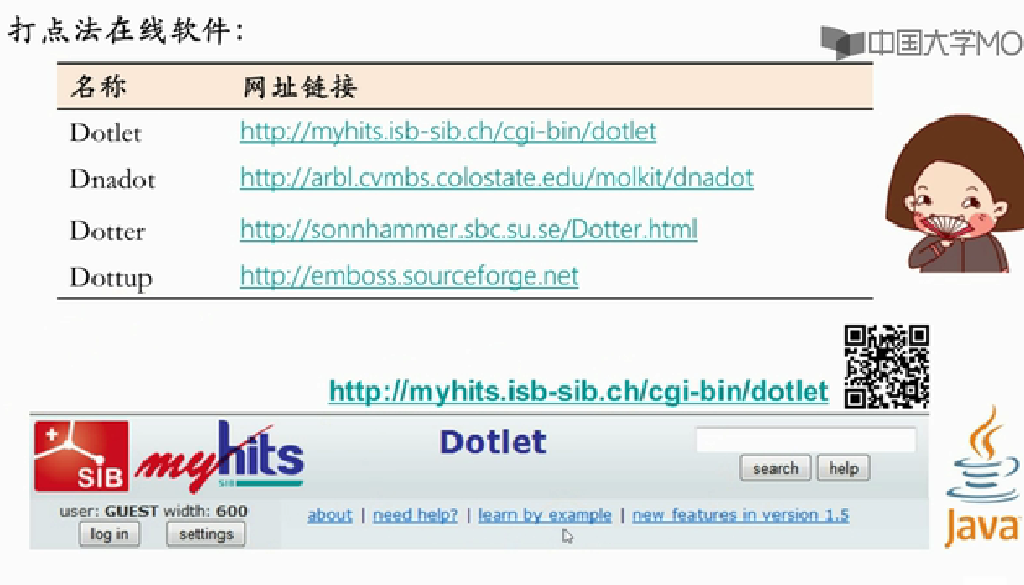 打点法在线软件：
中国大学MO
名称 网址链接
Dotlet http://myhits.isb-sib.ch/cgi-bin/dotlet
Dnadot http://arbl.cvmbs.colostate.edu/molkit/dnadot
Dotter http://sonnhammer.sbc.su.se/Dotter.html
Dottup http://emboss.sourceforge.net
http://myhits.isb-sib.ch/cgi-bin/dotlet
SIB myhits SIB Dotlet
search help
user: GUEST width: 600
log in settings
about | need help? | learn by example | new features in version 1.5
Java